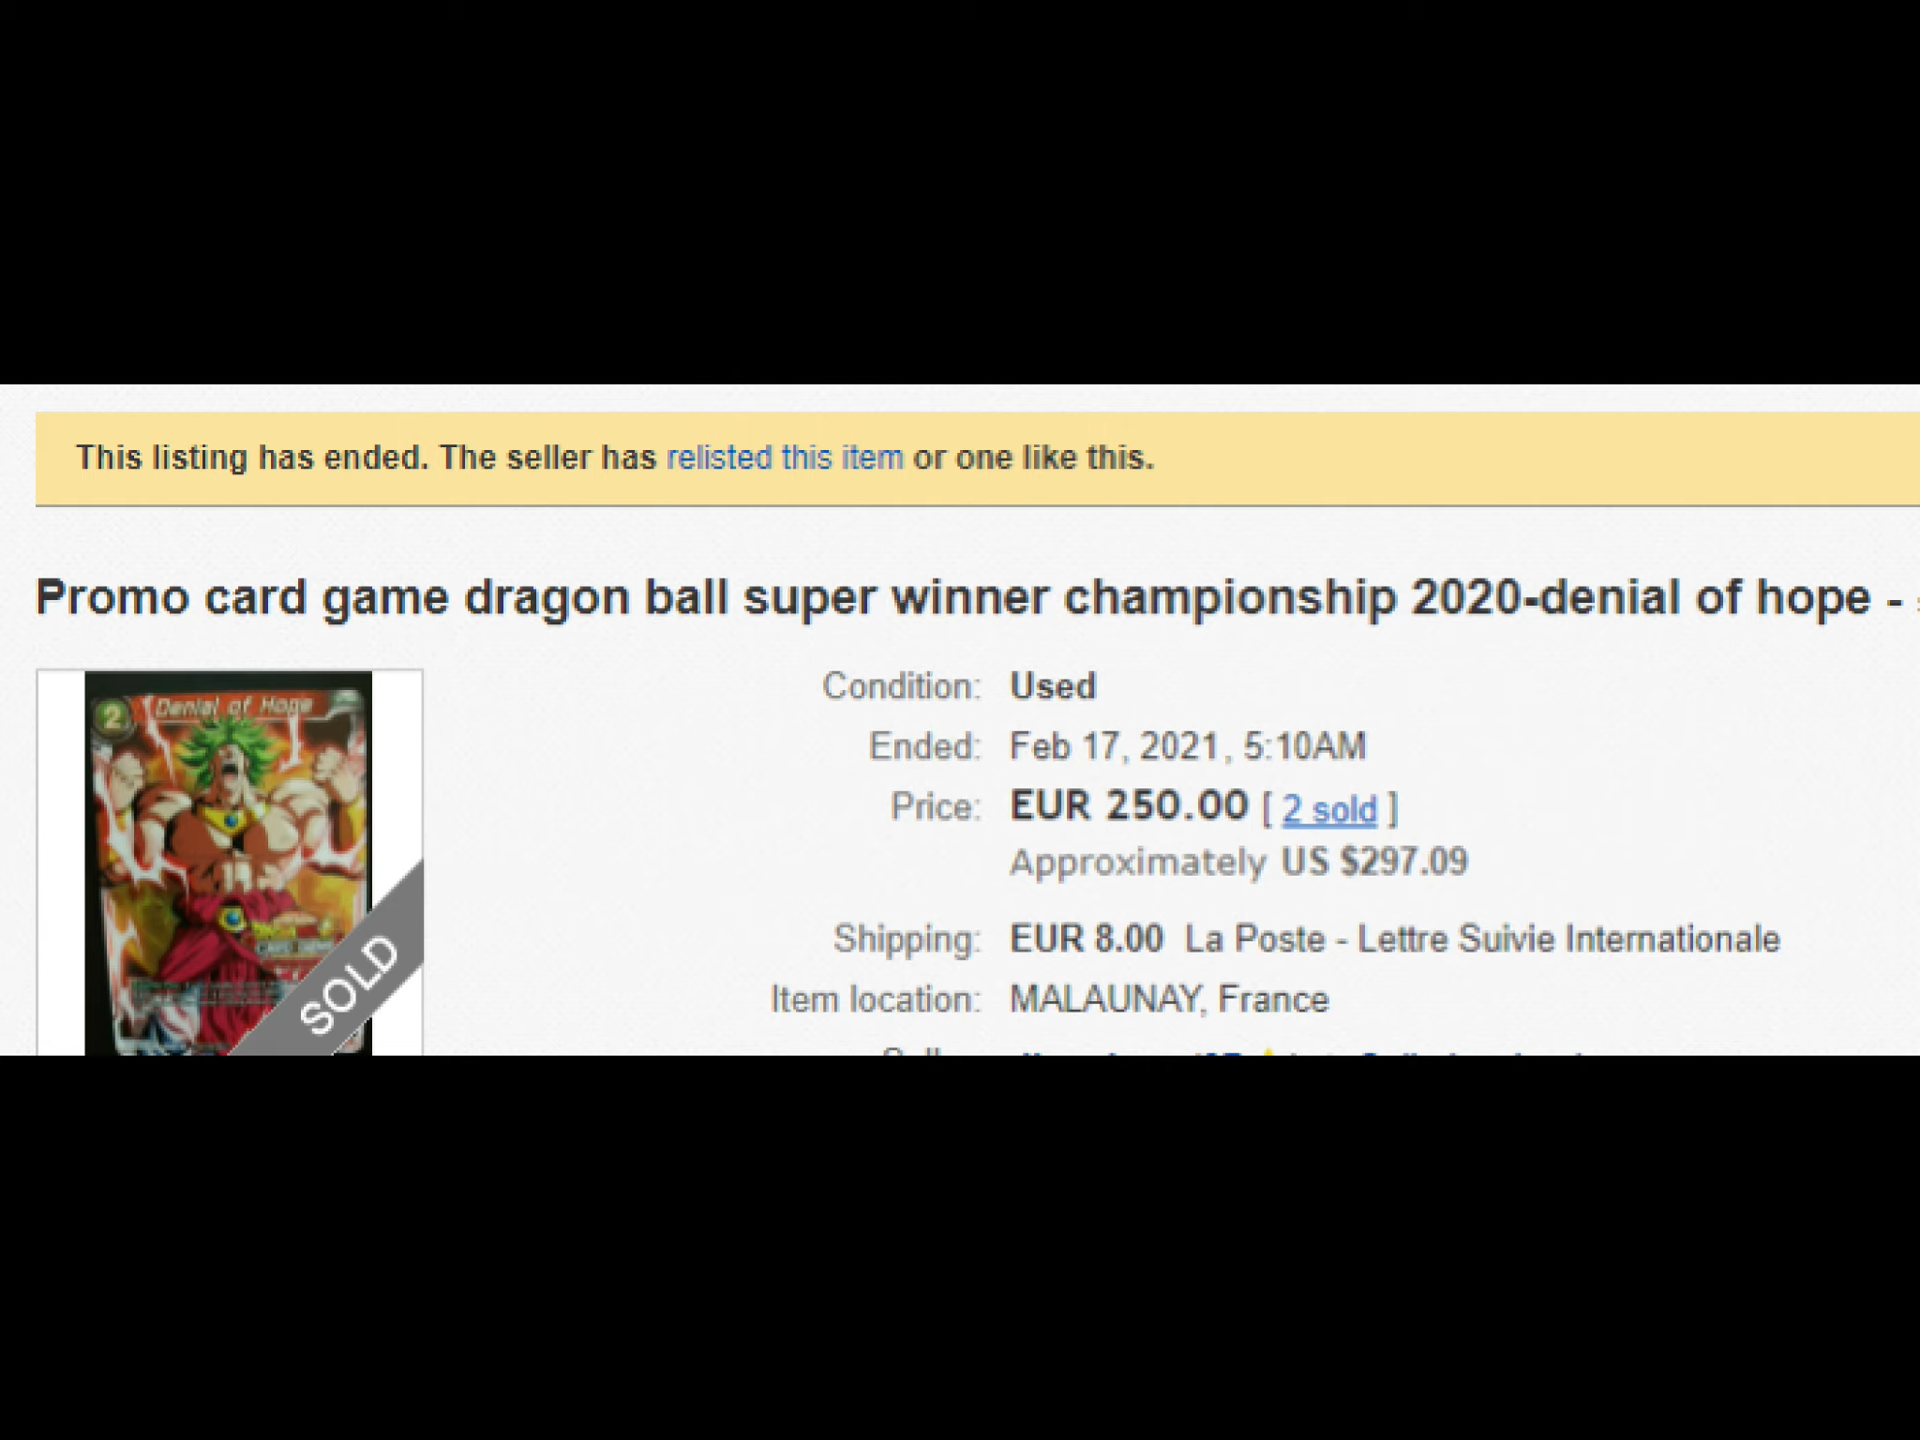 This listing has ended. The seller has relisted this item or one like this.
Promo card game dragon ball super winner championship 2020-denial of hope -
2 Denial of Hope
SOLD
Condition: Used
Ended: Feb 17, 2021, 5:10AM
Price: EUR 250.00 [ 2 sold ]
Approximately US $297.09
Shipping: EUR 8.00 La Poste - Lettre Suivie Internationale
Item location: MALAUNAY, France